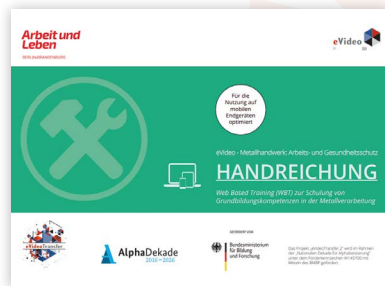 Arbeit und
Leben
BERLIN-BRANDENBURG
eVideo
Für die
Nutzung auf
mobilen
Endgeräten
optimiert
eVideo - Metallhandwerk: Arbeits- und Gesundheitsschutz
HANDREICHUNG
Web Based Training (WBT) zur Schulung von
Grundbildungskompetenzen in der Metallverarbeitung
eVideoTransfer
AlphaDekade
2016 – 2026
GEFÖRDERT VOM
Bundesministerium
für Bildung
und Forschung